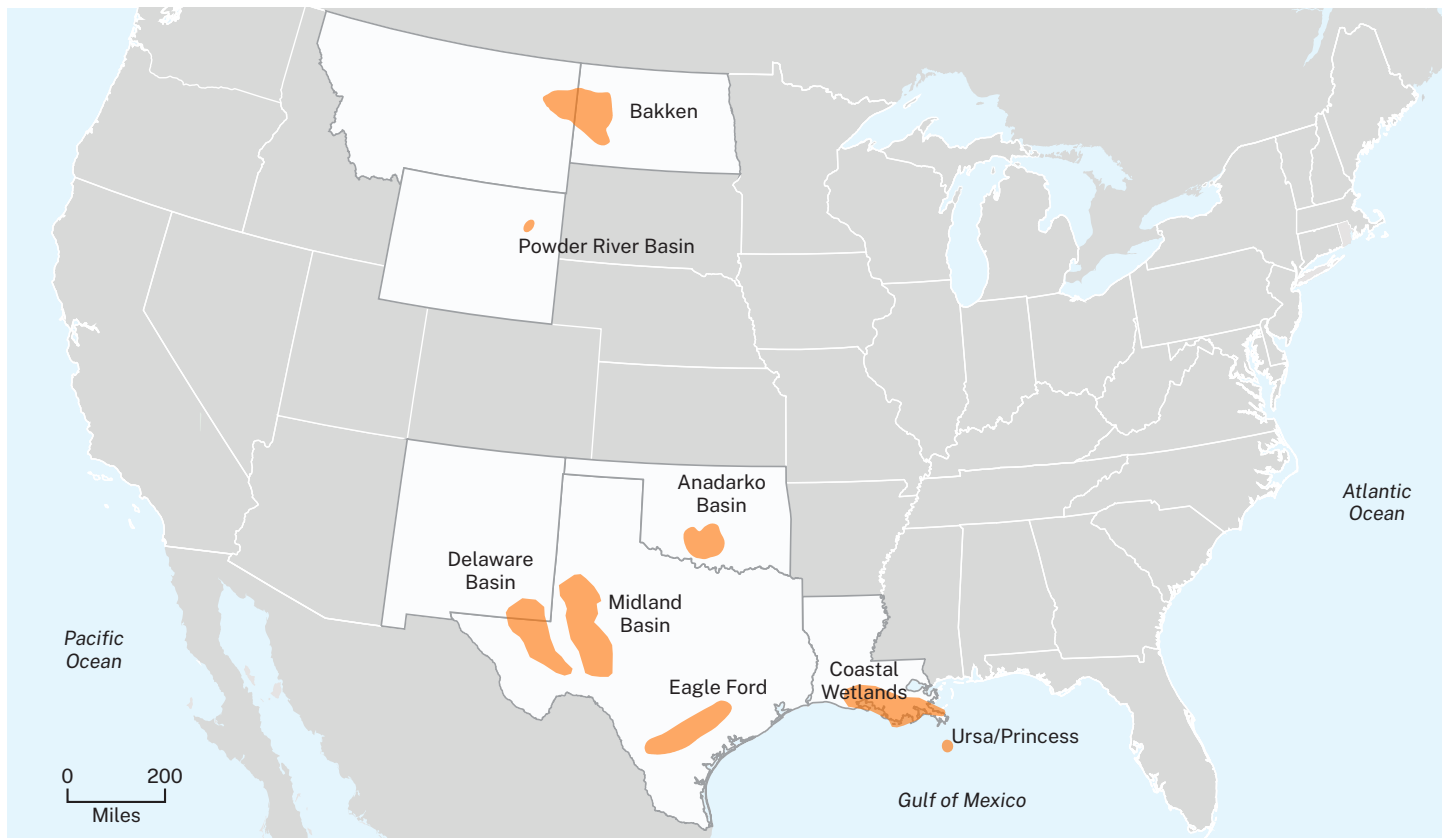 Bakken
Powder River Basin
Anadarko
Basin
Delaware
Basin
Midland
Basin
Eagle Ford
Coastal
Wetlands
Ursa/Princess
Atlantic
Ocean
Pacific
Ocean
Gulf of Mexico
0 200
Miles